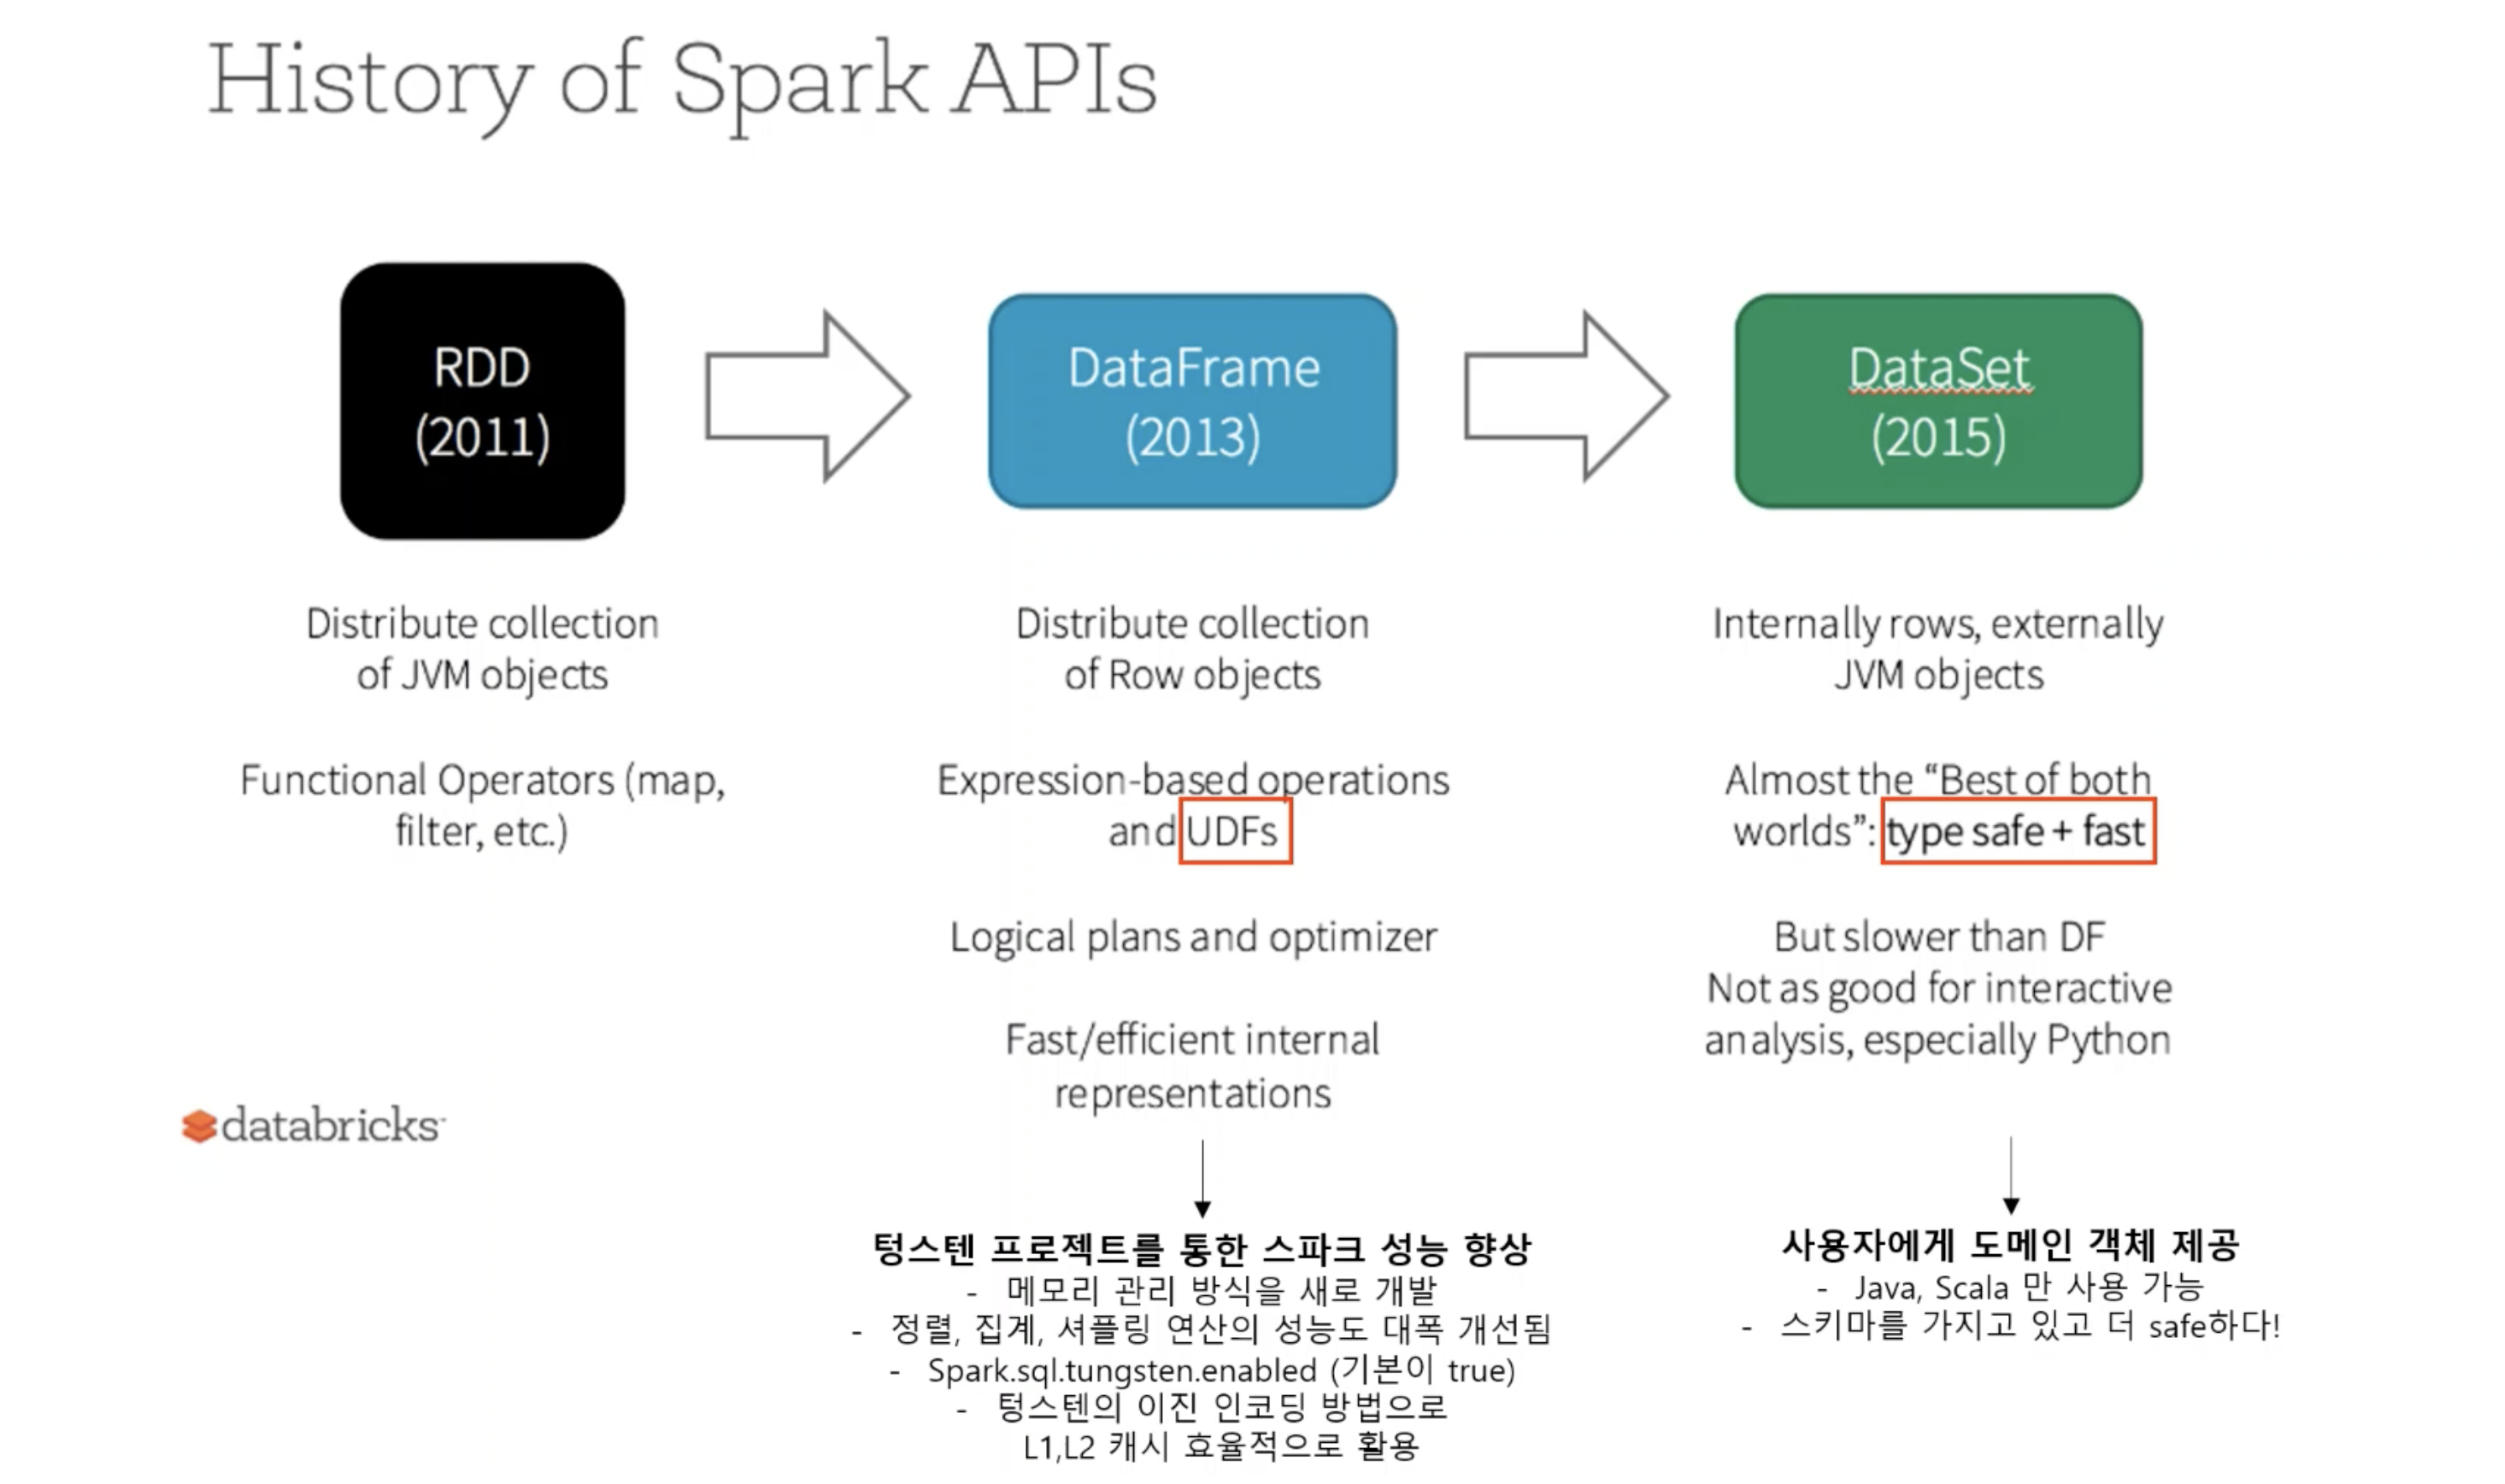 History of Spark APIs
RDD
(2011)
DataFrame
(2013)
DataSet
(2015)
Distribute collection
of JVM objects
Functional Operators (map,
filter, etc.)
Distribute collection
of Row objects
Expression-based operations
and UDFs
Logical plans and optimizer
Fast/efficient internal
representations
Internally rows, externally
JVM objects
Almost the “Best of both
worlds”: type safe + fast
But slower than DF
Not as good for interactive
analysis, especially Python
databricks
텅스텐 프로젝트를 통한 스파크 성능 향상
- 메모리 관리 방식을 새로 개발
- 정렬, 집계, 셔플링 연산의 성능도 대폭 개선됨
- Spark.sql.tungsten.enabled (기본이 true)
- 텅스텐의 이진 인코딩 방법으로
L1,L2 캐시 효율적으로 활용
사용자에게 도메인 객체 제공
- Java, Scala 만 사용 가능
- 스키마를 가지고 있고 더 safe하다!